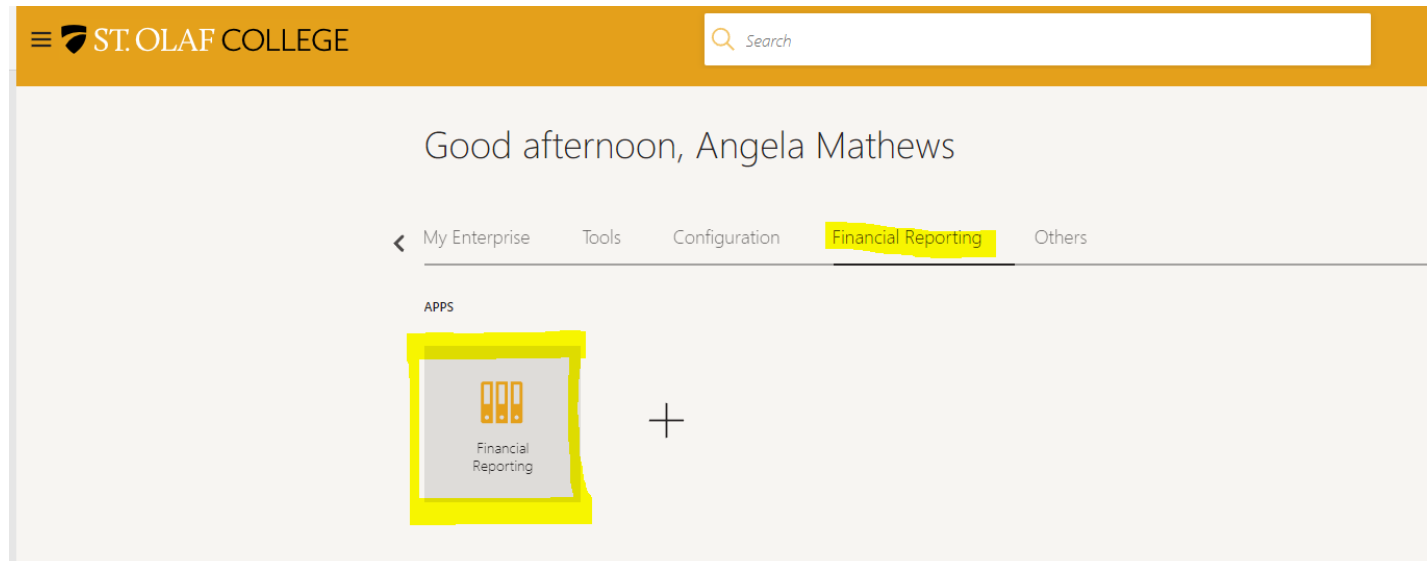 ST. OLAF COLLEGE
Search
Good afternoon, Angela Mathews
My Enterprise Tools Configuration Financial Reporting Others
APPS
Financial
Reporting